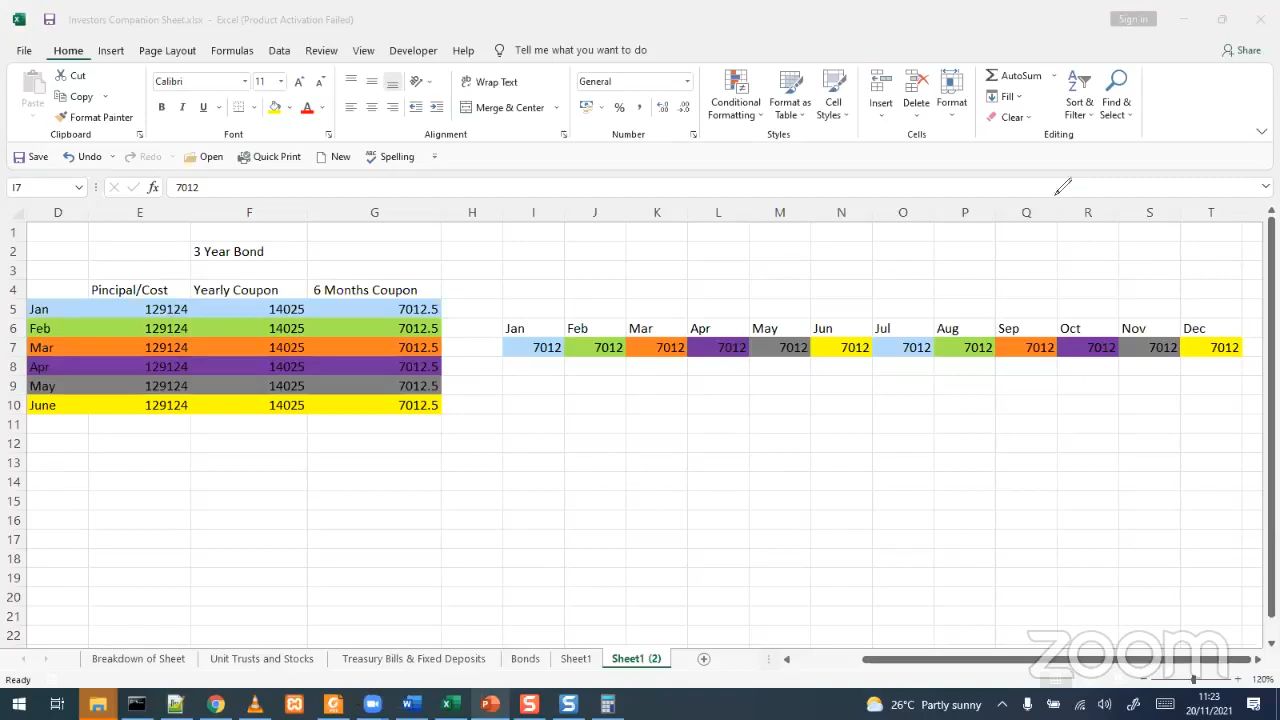 Investors Companion Sheet.xlsx - Excel (Product Activation Failed)
Sign in
File Home Insert Page Layout Formulas Data Review View Developer Help Tell me what you want to do Share
Paste Cut Copy Format Painter Clipboard
Calibri 11 B I U A A A Font
Wrap Text Merge & Center Alignment
General % , Number
Conditional Formatting Format as Table Cell Styles Styles
Insert Delete Format Cells
AutoSum Fill Clear Sort & Filter Find & Select Editing
Save Undo Redo Open Quick Print New Spelling
I7 fx 7012
D E F G H I J K L M N O P Q R S T
1
2 3 Year Bond
3
4 Pincipal/Cost Yearly Coupon 6 Months Coupon
5 Jan 129124 14025 7012.5
6 Feb 129124 14025 7012.5 Jan Feb Mar Apr May Jun Jul Aug Sep Oct Nov Dec
7 Mar 129124 14025 7012.5 7012 7012 7012 7012 7012 7012 7012 7012 7012 7012 7012 7012
8 Apr 129124 14025 7012.5
9 May 129124 14025 7012.5
10 June 129124 14025 7012.5
11
12
13
14
15
16
17
18
19
20
21
22
zoom
Breakdown of Sheet Unit Trusts and Stocks Treasury Bills & Fixed Deposits Bonds Sheet1 Sheet1 (2)
Ready 120%
26°C Partly sunny 11:23
20/11/2021